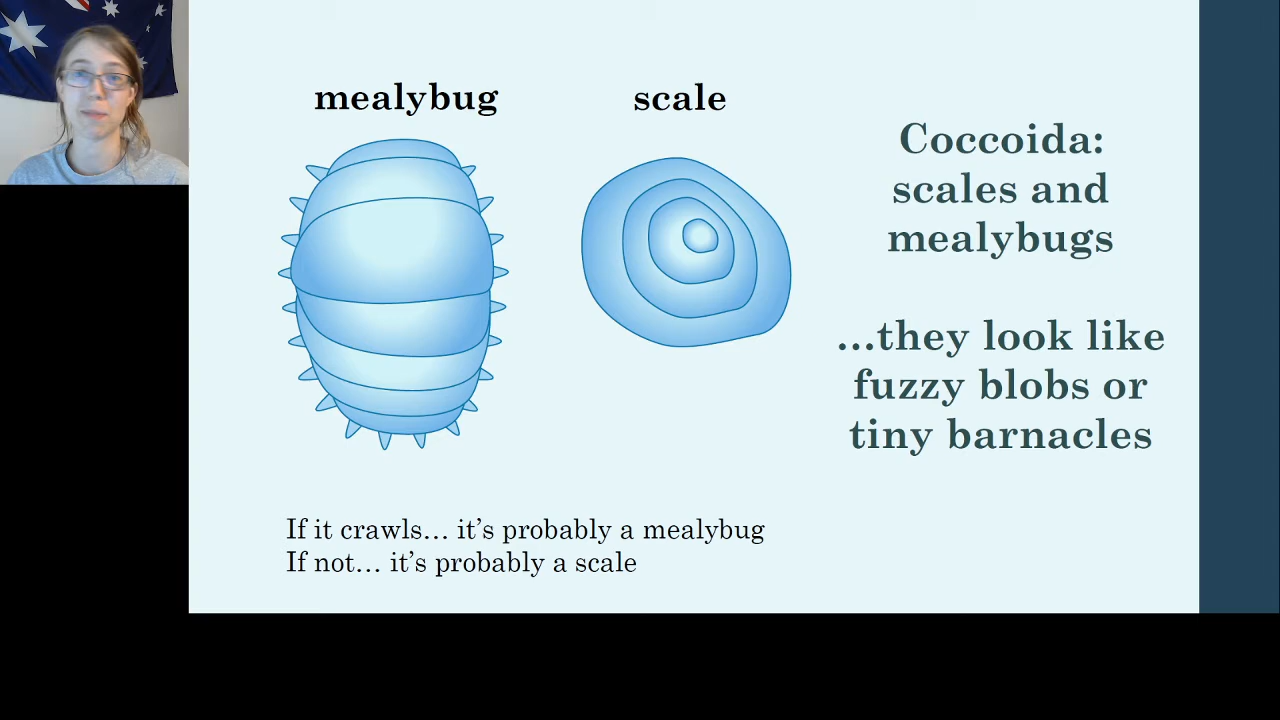 mealybug
scale
Coccoida:
scales and
mealybugs
...they look like
fuzzy blobs or
tiny barnacles
If it crawls... it's probably a mealybug
If not... it's probably a scale